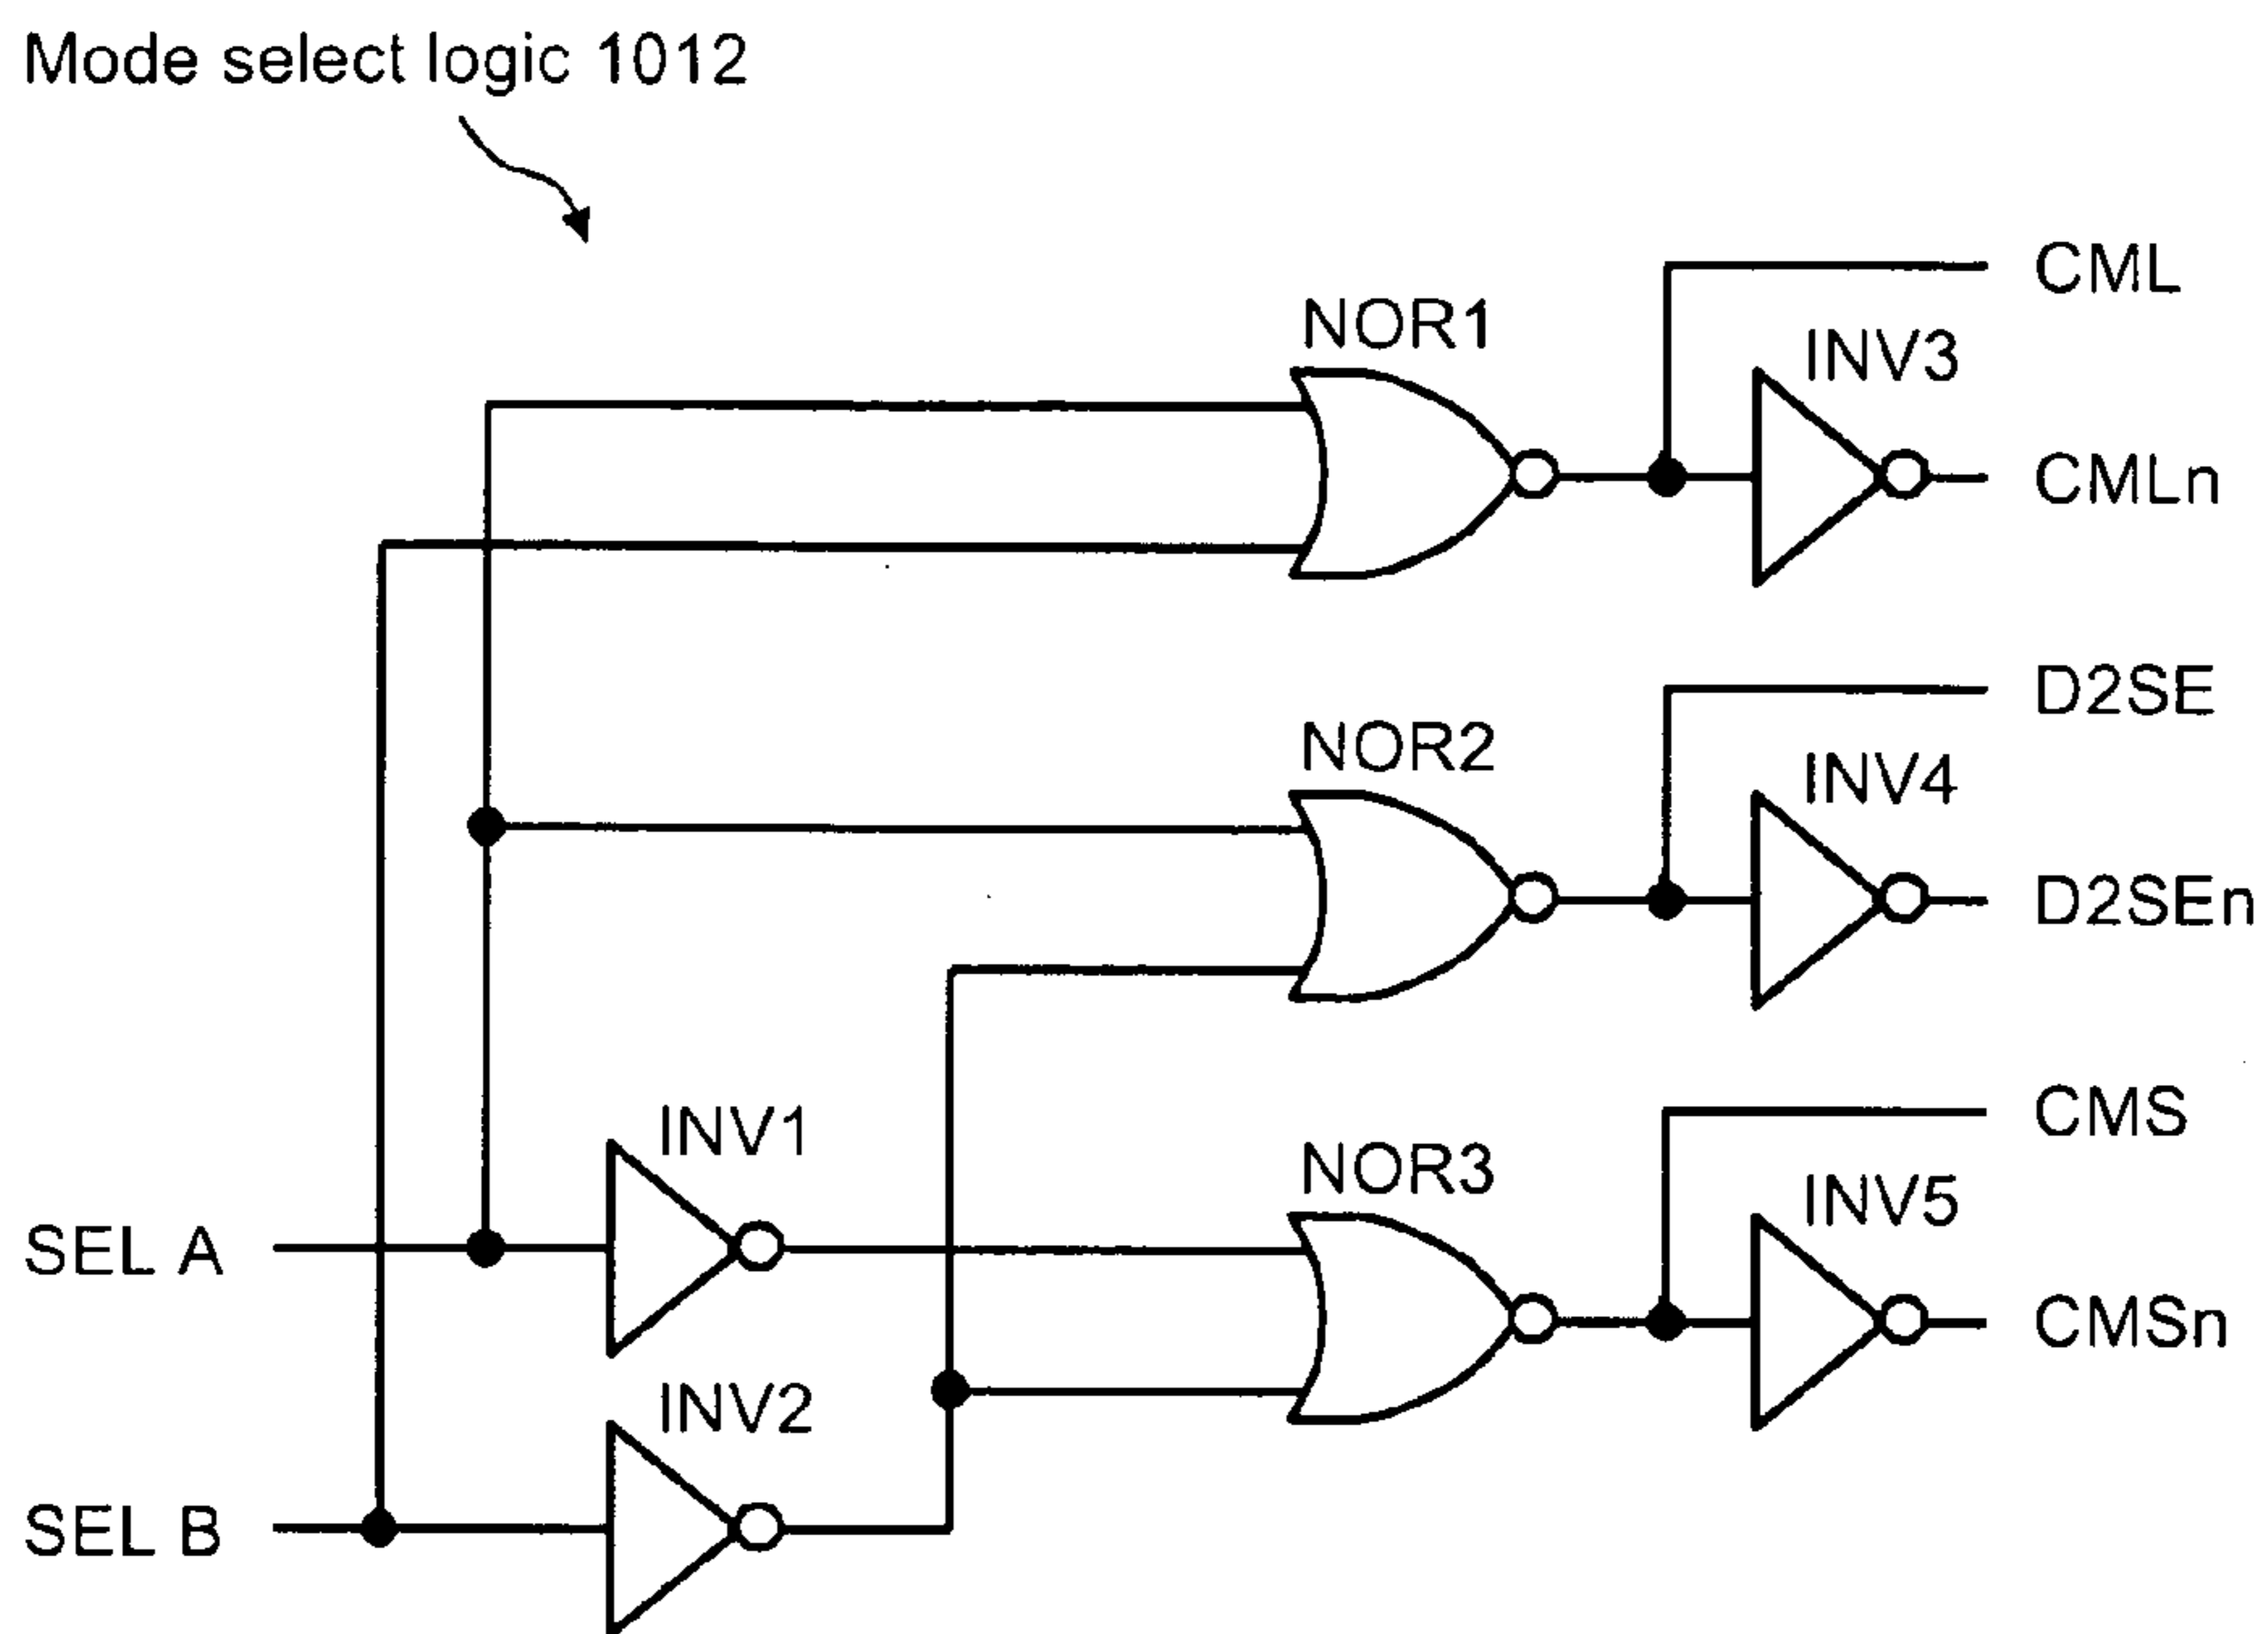 Mode select logic 1012
CML
NOR1
INV3
CMLn
D2SE
NOR2
INV4
D2SEn
CMS
INV1
NOR3
INV5
SEL A
CMSn
INV2
SEL B